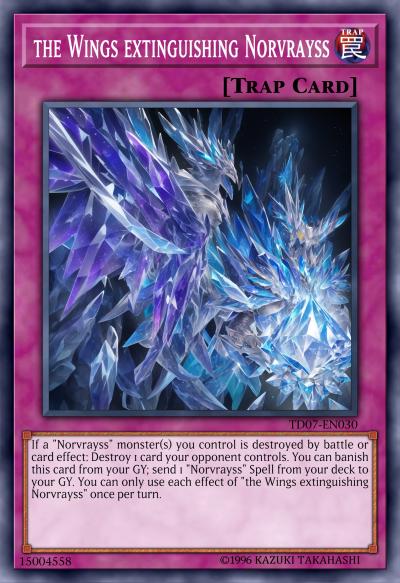 the Wings extinguishing Norvrayss
TRAP
罠
[Trap Card]
TD07-EN030
If a "Norvrayss" monster(s) you control is destroyed by battle or
card effect: Destroy 1 card your opponent controls. You can banish
this card from your GY; send 1 "Norvrayss" Spell from your deck to
your GY. You can only use each effect of "the Wings extinguishing
Norvrayss" once per turn.
15004558
©1996 KAZUKI TAKAHASHI